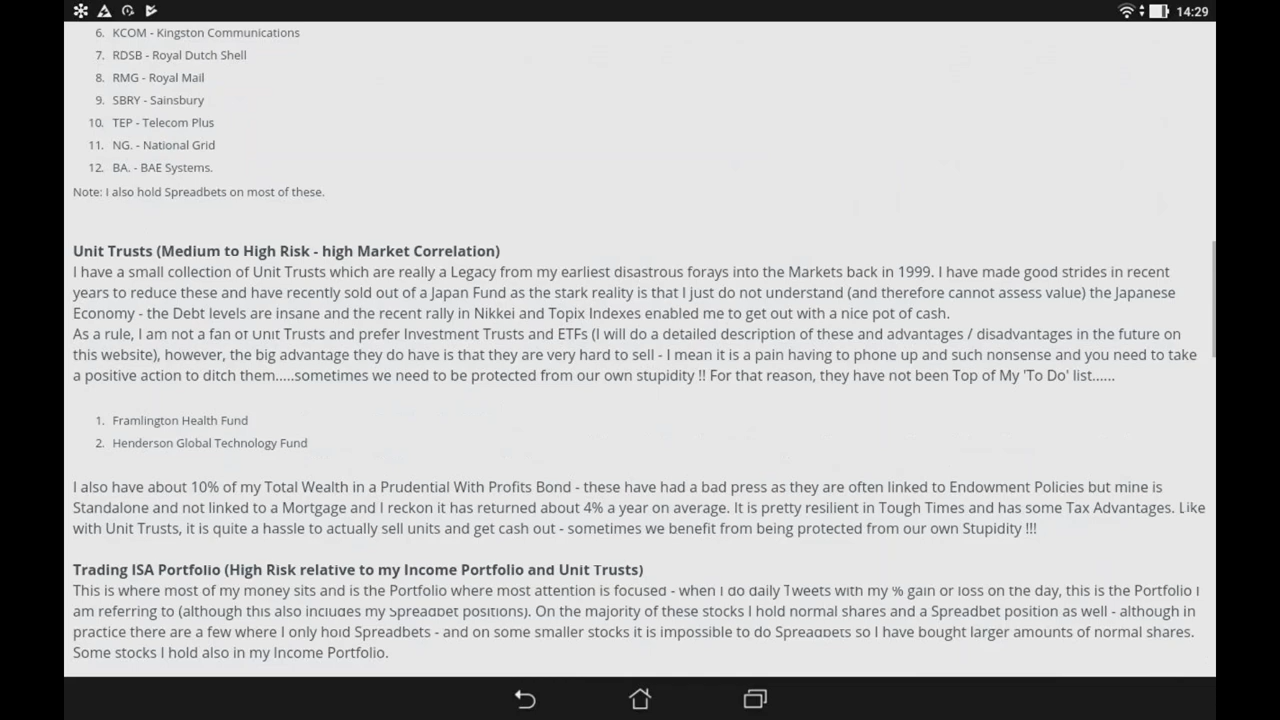 14:29
6. KCOM - Kingston Communications
7. RDSB - Royal Dutch Shell
8. RMG - Royal Mail
9. SBRY - Sainsbury
10. TEP - Telecom Plus
11. NG. - National Grid
12. BA. - BAE Systems.
Note: I also hold Spreadbets on most of these.
Unit Trusts (Medium to High Risk - high Market Correlation)
I have a small collection of Unit Trusts which are really a Legacy from my earliest disastrous forays into the Markets back in 1999. I have made good strides in recent
years to reduce these and have recently sold out of a Japan Fund as the stark reality is that I just do not understand (and therefore cannot assess value) the Japanese
Economy - the Debt levels are insane and the recent rally in Nikkei and Topix Indexes enabled me to get out with a nice pot of cash.
As a rule, I am not a fan of Unit Trusts and prefer Investment Trusts and ETFs (I will do a detailed description of these and advantages / disadvantages in the future on
this website), however, the big advantage they do have is that they are very hard to sell - I mean it is a pain having to phone up and such nonsense and you need to take
a positive action to ditch them.....sometimes we need to be protected from our own stupidity !! For that reason, they have not been Top of My 'To Do' list......
1. Framlington Health Fund
2. Henderson Global Technology Fund
I also have about 10% of my Total Wealth in a Prudential With Profits Bond - these have had a bad press as they are often linked to Endowment Policies but mine is
Standalone and not linked to a Mortgage and I reckon it has returned about 4% a year on average. It is pretty resilient in Tough Times and has some Tax Advantages. Like
with Unit Trusts, it is quite a hassle to actually sell units and get cash out - sometimes we benefit from being protected from our own Stupidity !!!
Trading ISA Portfolio (High Risk relative to my Income Portfolio and Unit Trusts)
This is where most of my money sits and is the Portfolio where most attention is focused - when I do daily Tweets with my % gain or loss on the day, this is the Portfolio I
am referring to (although this also includes my Spreadbet positions). On the majority of these stocks I hold normal shares and a Spreadbet position as well - although in
practice there are a few where I only hold Spreadbets - and on some smaller stocks it is impossible to do Spreadbets so I have bought larger amounts of normal shares.
Some stocks I hold also in my Income Portfolio.